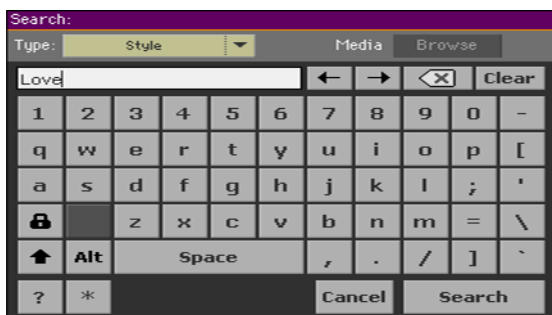 Search:
Type: Style Media Browse
Love ← → ⌫ Clear
1 2 3 4 5 6 7 8 9 0 -
q w e r t y u i o p [
a s d f g h j k l ; '
z x c v b n m = \
Alt Space , . / ] `
? * Cancel Search